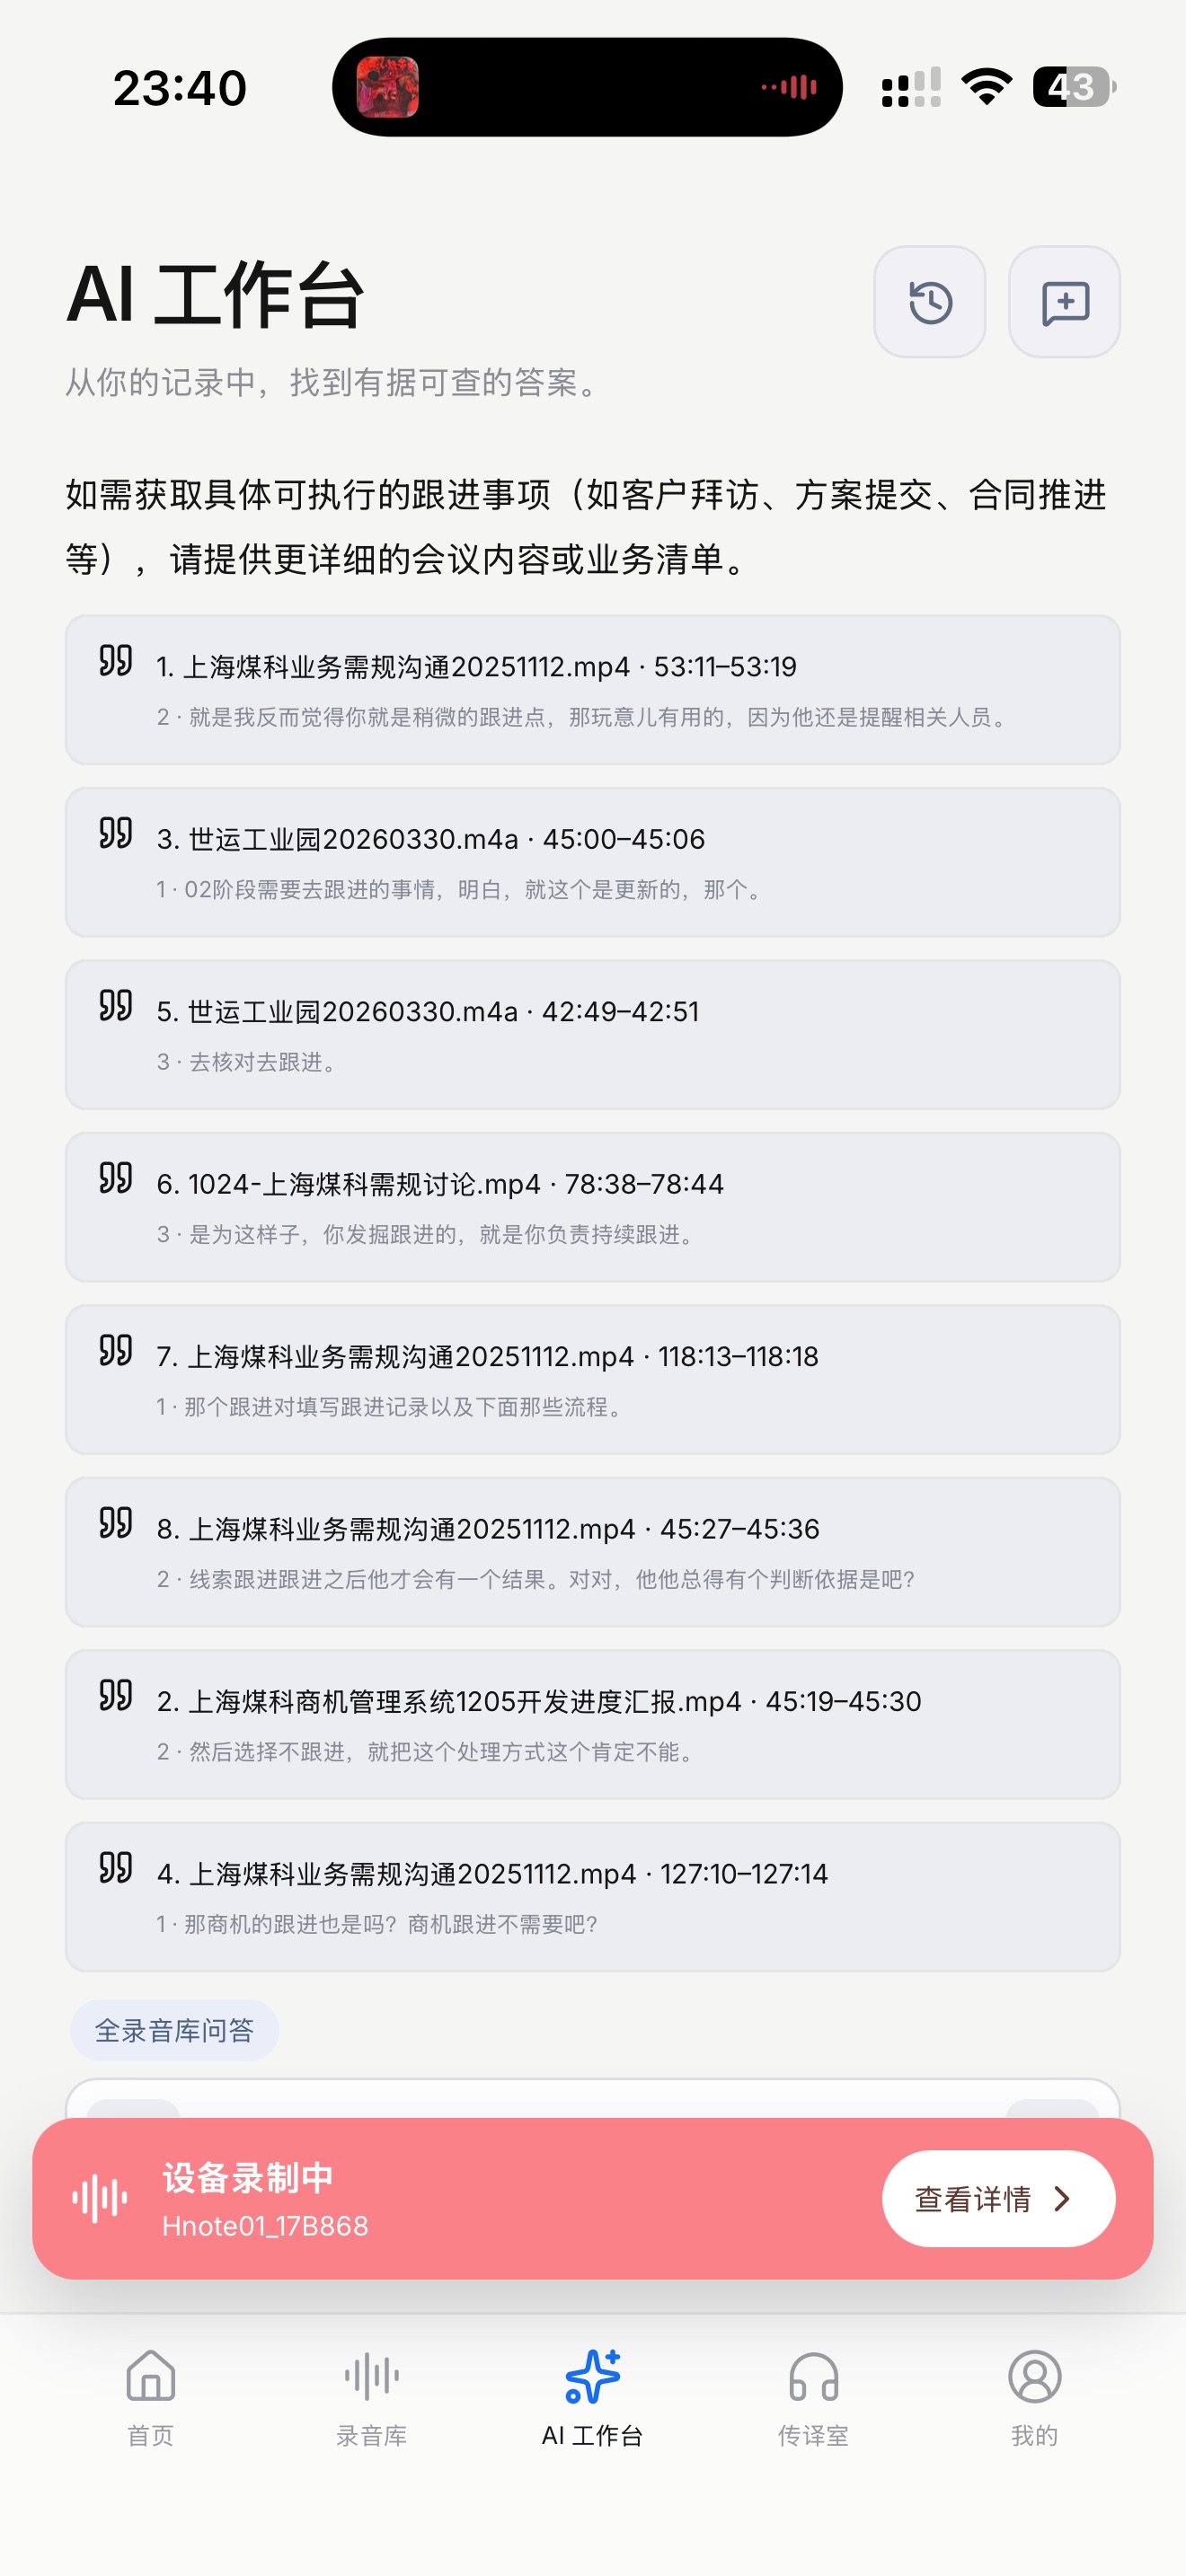 23:40
43
AI 工作台
从你的记录中，找到有据可查的答案。
如需获取具体可执行的跟进事项（如客户拜访、方案提交、合同推进
等），请提供更详细的会议内容或业务清单。
1. 上海煤科业务需规沟通20251112.mp4 · 53:11–53:19
2 · 就是我反而觉得你就是稍微的跟进点，那玩意儿有用的，因为他还是提醒相关人员。
3. 世运工业园20260330.m4a · 45:00–45:06
1 · 02阶段需要去跟进的事情，明白，就这个是更新的，那个。
5. 世运工业园20260330.m4a · 42:49–42:51
3 · 去核对去跟进。
6. 1024-上海煤科需规讨论.mp4 · 78:38–78:44
3 · 是为这样子，你发掘跟进的，就是你负责持续跟进。
7. 上海煤科业务需规沟通20251112.mp4 · 118:13–118:18
1 · 那个跟进对填写跟进记录以及下面那些流程。
8. 上海煤科业务需规沟通20251112.mp4 · 45:27–45:36
2 · 线索跟进跟进之后他才会有一个结果。对对，他他总得有个判断依据是吧?
2. 上海煤科商机管理系统1205开发进度汇报.mp4 · 45:19–45:30
2 · 然后选择不跟进，就把这个处理方式这个肯定不能。
4. 上海煤科业务需规沟通20251112.mp4 · 127:10–127:14
1 · 那商机的跟进也是吗？商机跟进不需要吧?
全录音库问答
设备录制中
Hnote01_17B868
查看详情
首页
录音库
AI 工作台
传译室
我的